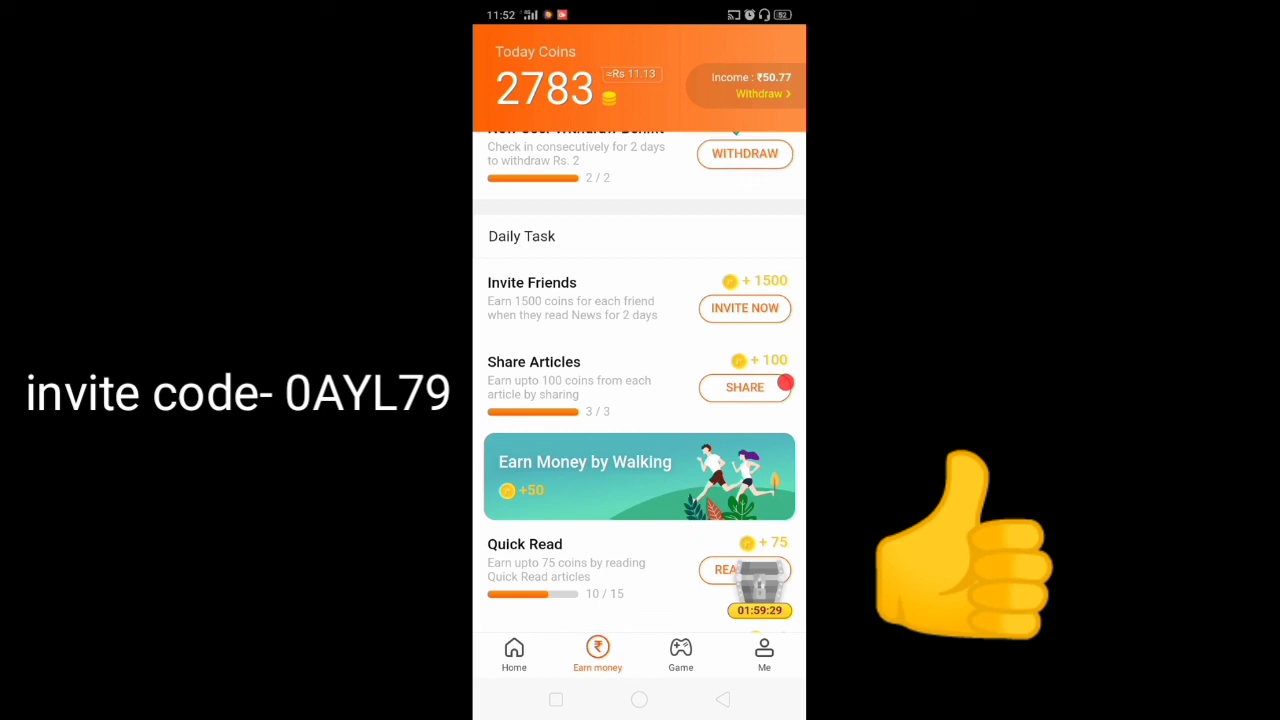 11:52
52
Today Coins
2783 ≈Rs 11.13
Income : ₹50.77
Withdraw >
Check in consecutively for 2 days
to withdraw Rs. 2
WITHDRAW
2 / 2
Daily Task
Invite Friends
+ 1500
Earn 1500 coins for each friend
when they read News for 2 days
INVITE NOW
Share Articles
+ 100
Earn upto 100 coins from each
article by sharing
SHARE
3 / 3
invite code- 0AYL79
Earn Money by Walking
+50
Quick Read
+ 75
Earn upto 75 coins by reading
Quick Read articles
10 / 15
01:59:29
Home
Earn money
Game
Me